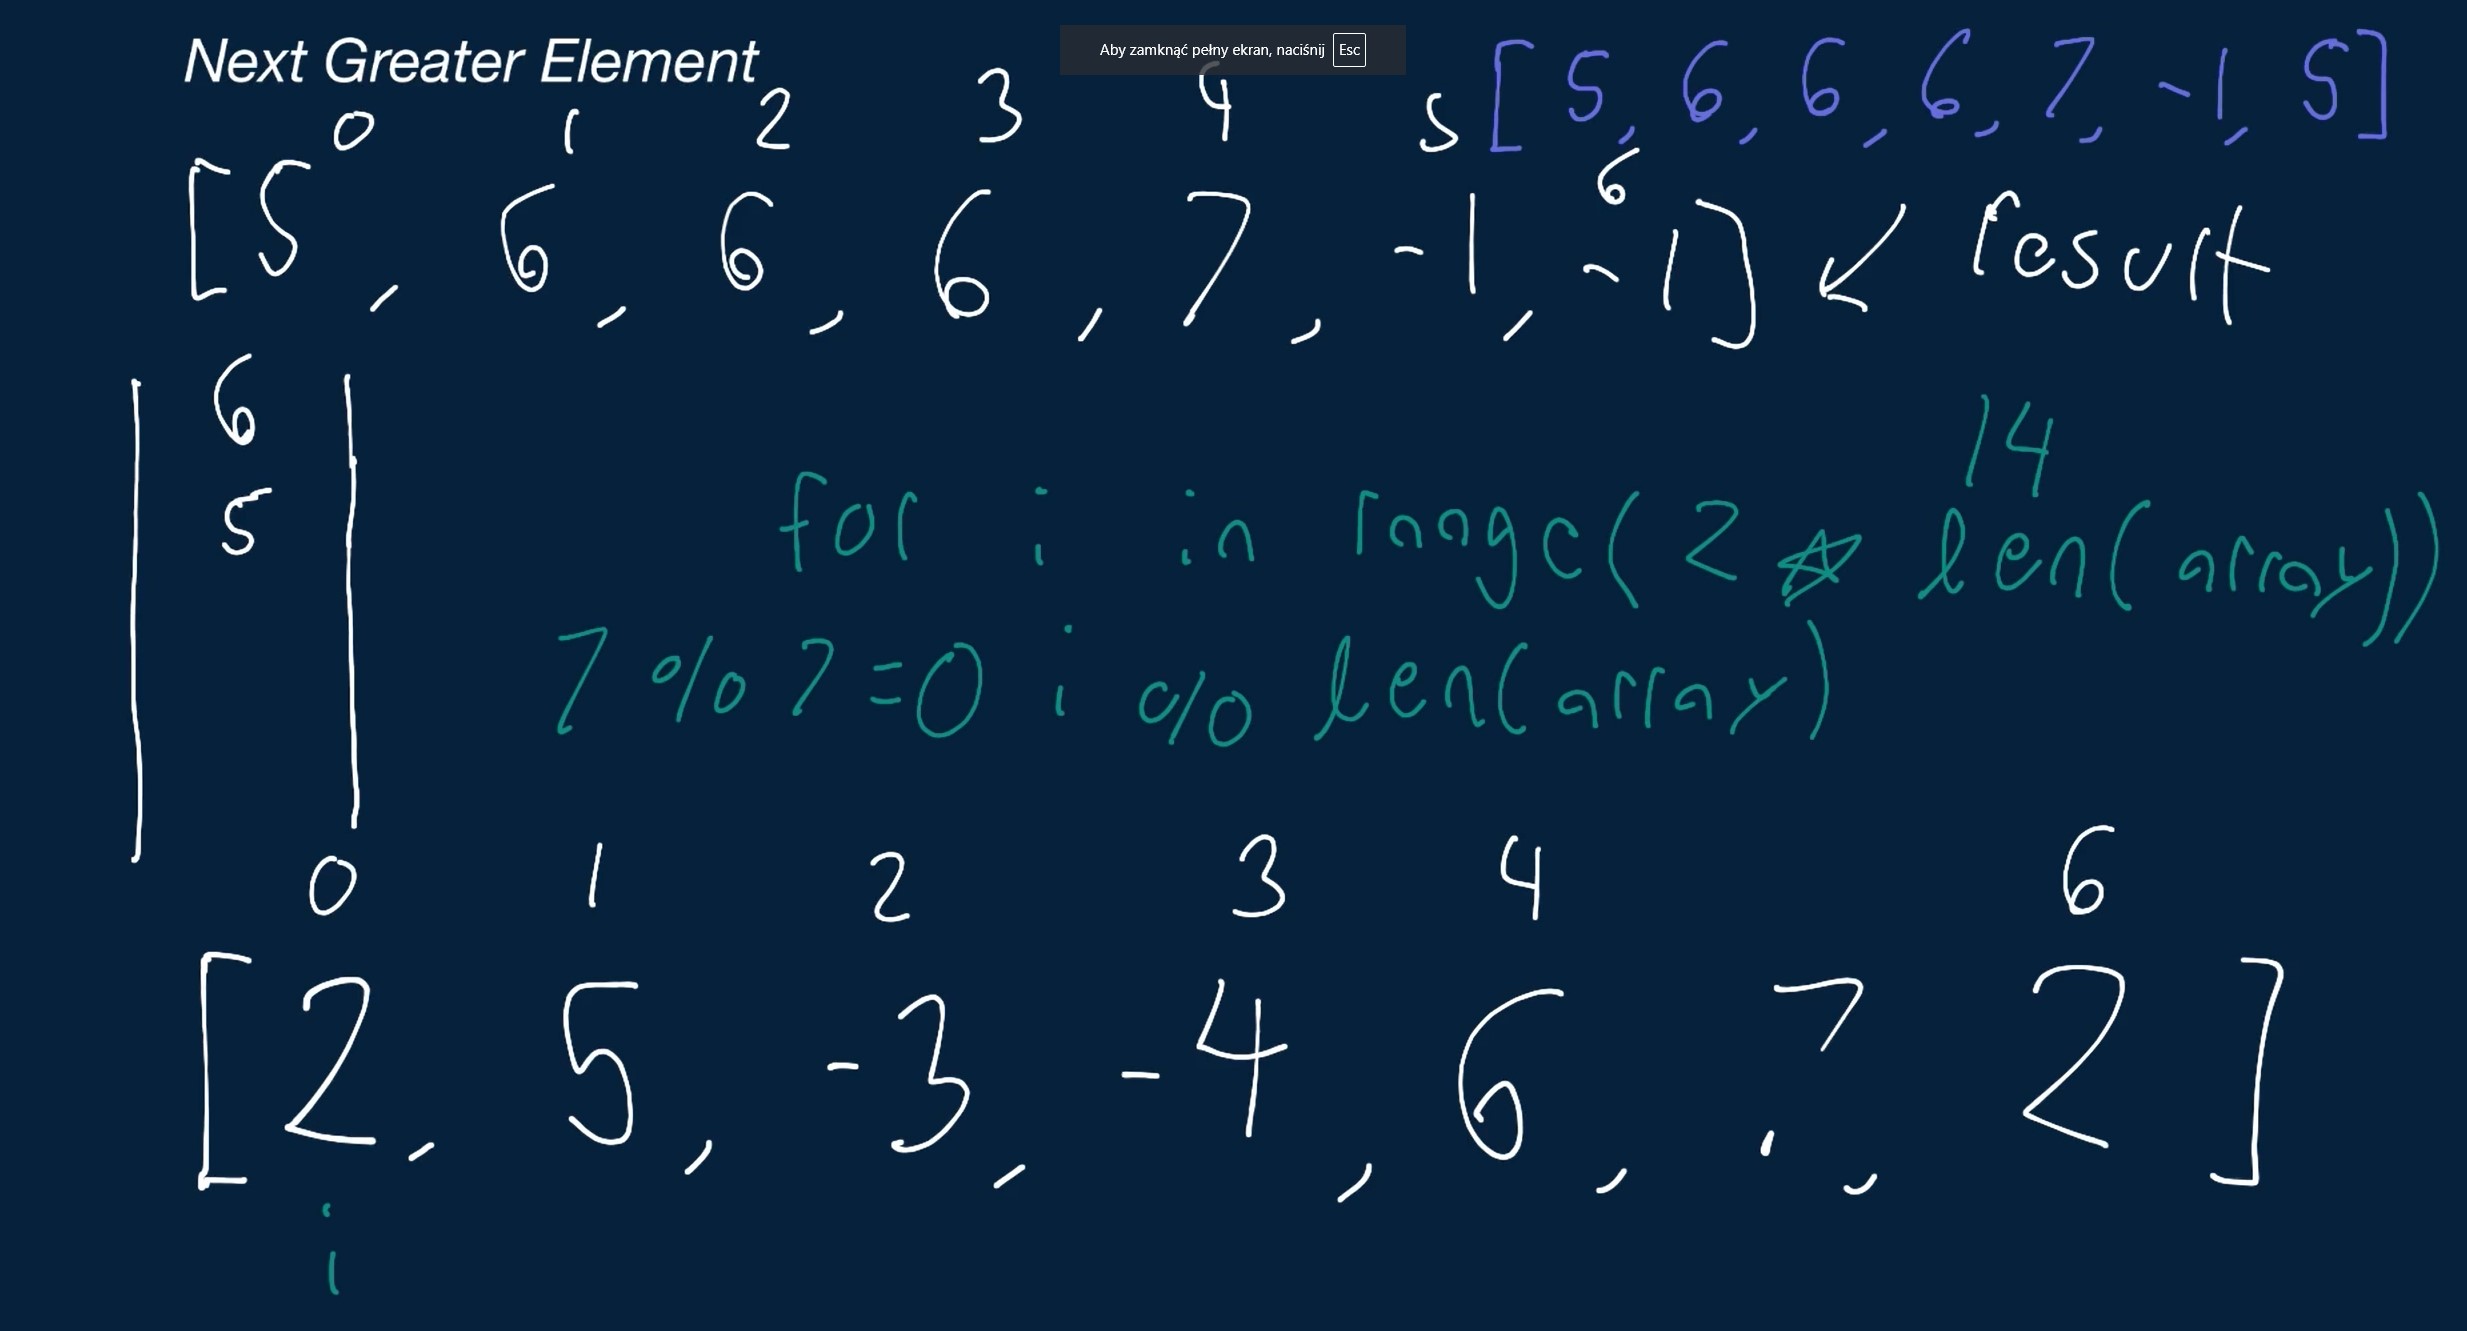 Next Greater Element
Aby zamknąć pełny ekran, naciśnij Esc
[5, 6, 6, 6, 7, -1, 5]
0 1 2 3 4 5 6
[5, 6, 6, 6, 7, -1, -1] ↙ result
6
5
14
for i in range(2 * len(array))
7 % 7 = 0 i % len(array)
0 1 2 3 4 6
[2, 5, -3, -4, 6, 7, 2]
i